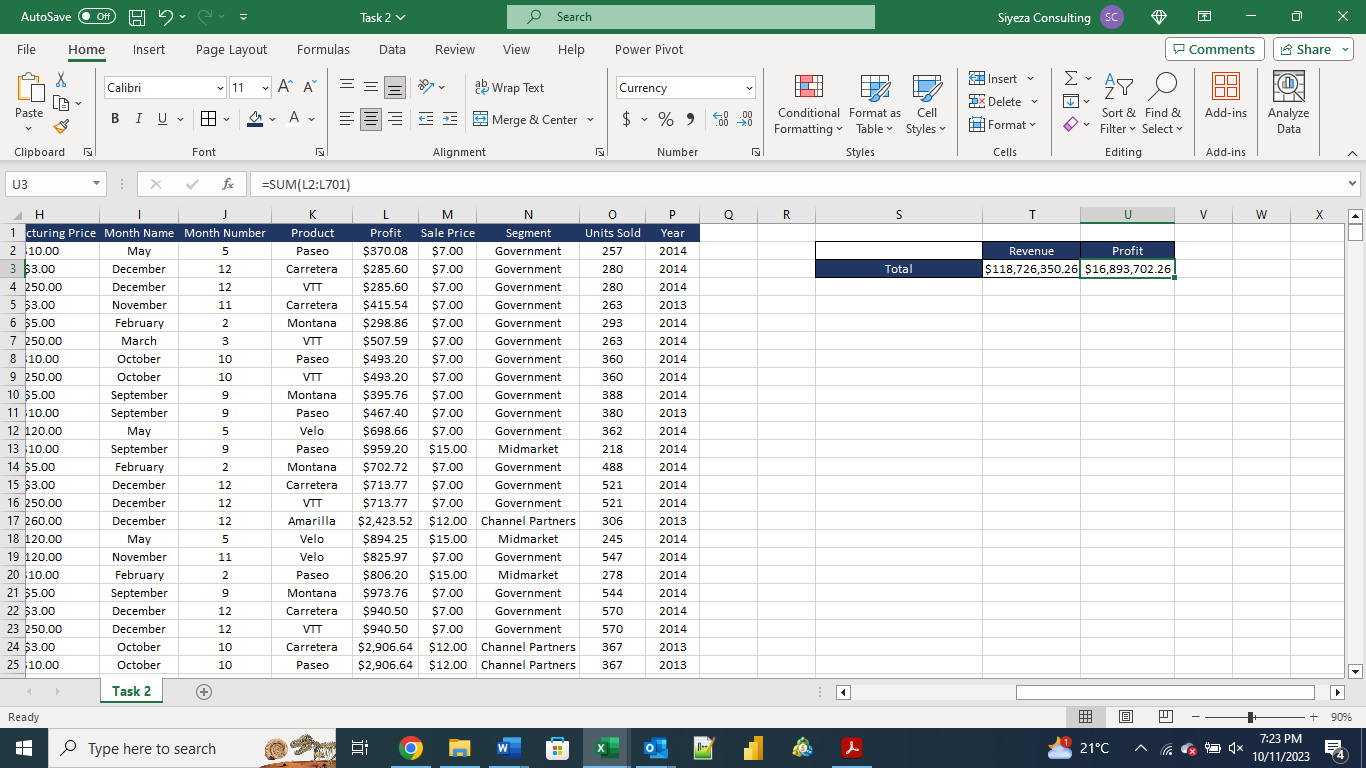 AutoSave Off Task 2 Search Siyeza Consulting SC
File Home Insert Page Layout Formulas Data Review View Help Power Pivot Comments Share
Paste
Clipboard
Calibri 11
B I U
Font
Wrap Text
Merge & Center
Alignment
Currency
$ %
Number
Conditional Formatting
Format as Table
Cell Styles
Styles
Insert
Delete
Format
Cells
Sort & Filter
Find & Select
Editing
Add-ins
Add-ins
Analyze Data
U3 fx =SUM(L2:L701)
H I J K L M N O P Q R S T U V W X
1 cturing Price Month Name Month Number Product Profit Sale Price Segment Units Sold Year
2 $10.00 May 5 Paseo $370.08 $7.00 Government 257 2014 Revenue Profit
3 $3.00 December 12 Carretera $285.60 $7.00 Government 280 2014 Total $118,726,350.26 $16,893,702.26
4 250.00 December 12 VTT $285.60 $7.00 Government 280 2014
5 $3.00 November 11 Carretera $415.54 $7.00 Government 263 2013
6 $5.00 February 2 Montana $298.86 $7.00 Government 293 2014
7 250.00 March 3 VTT $507.59 $7.00 Government 263 2014
8 $10.00 October 10 Paseo $493.20 $7.00 Government 360 2014
9 250.00 October 10 VTT $493.20 $7.00 Government 360 2014
10 $5.00 September 9 Montana $395.76 $7.00 Government 388 2014
11 $10.00 September 9 Paseo $467.40 $7.00 Government 380 2013
12 120.00 May 5 Velo $698.66 $7.00 Government 362 2014
13 $10.00 September 9 Paseo $959.20 $15.00 Midmarket 218 2014
14 $5.00 February 2 Montana $702.72 $7.00 Government 488 2014
15 $3.00 December 12 Carretera $713.77 $7.00 Government 521 2014
16 250.00 December 12 VTT $713.77 $7.00 Government 521 2014
17 260.00 December 12 Amarilla $2,423.52 $12.00 Channel Partners 306 2013
18 120.00 May 5 Velo $894.25 $15.00 Midmarket 245 2014
19 120.00 November 11 Velo $825.97 $7.00 Government 547 2014
20 $10.00 February 2 Paseo $806.20 $15.00 Midmarket 278 2014
21 $5.00 September 9 Montana $973.76 $7.00 Government 544 2014
22 $3.00 December 12 Carretera $940.50 $7.00 Government 570 2014
23 250.00 December 12 VTT $940.50 $7.00 Government 570 2014
24 $3.00 October 10 Carretera $2,906.64 $12.00 Channel Partners 367 2013
25 $10.00 October 10 Paseo $2,906.64 $12.00 Channel Partners 367 2013
Task 2
Ready 90%
Type here to search 1 21°C 7:23 PM
10/11/2023 4